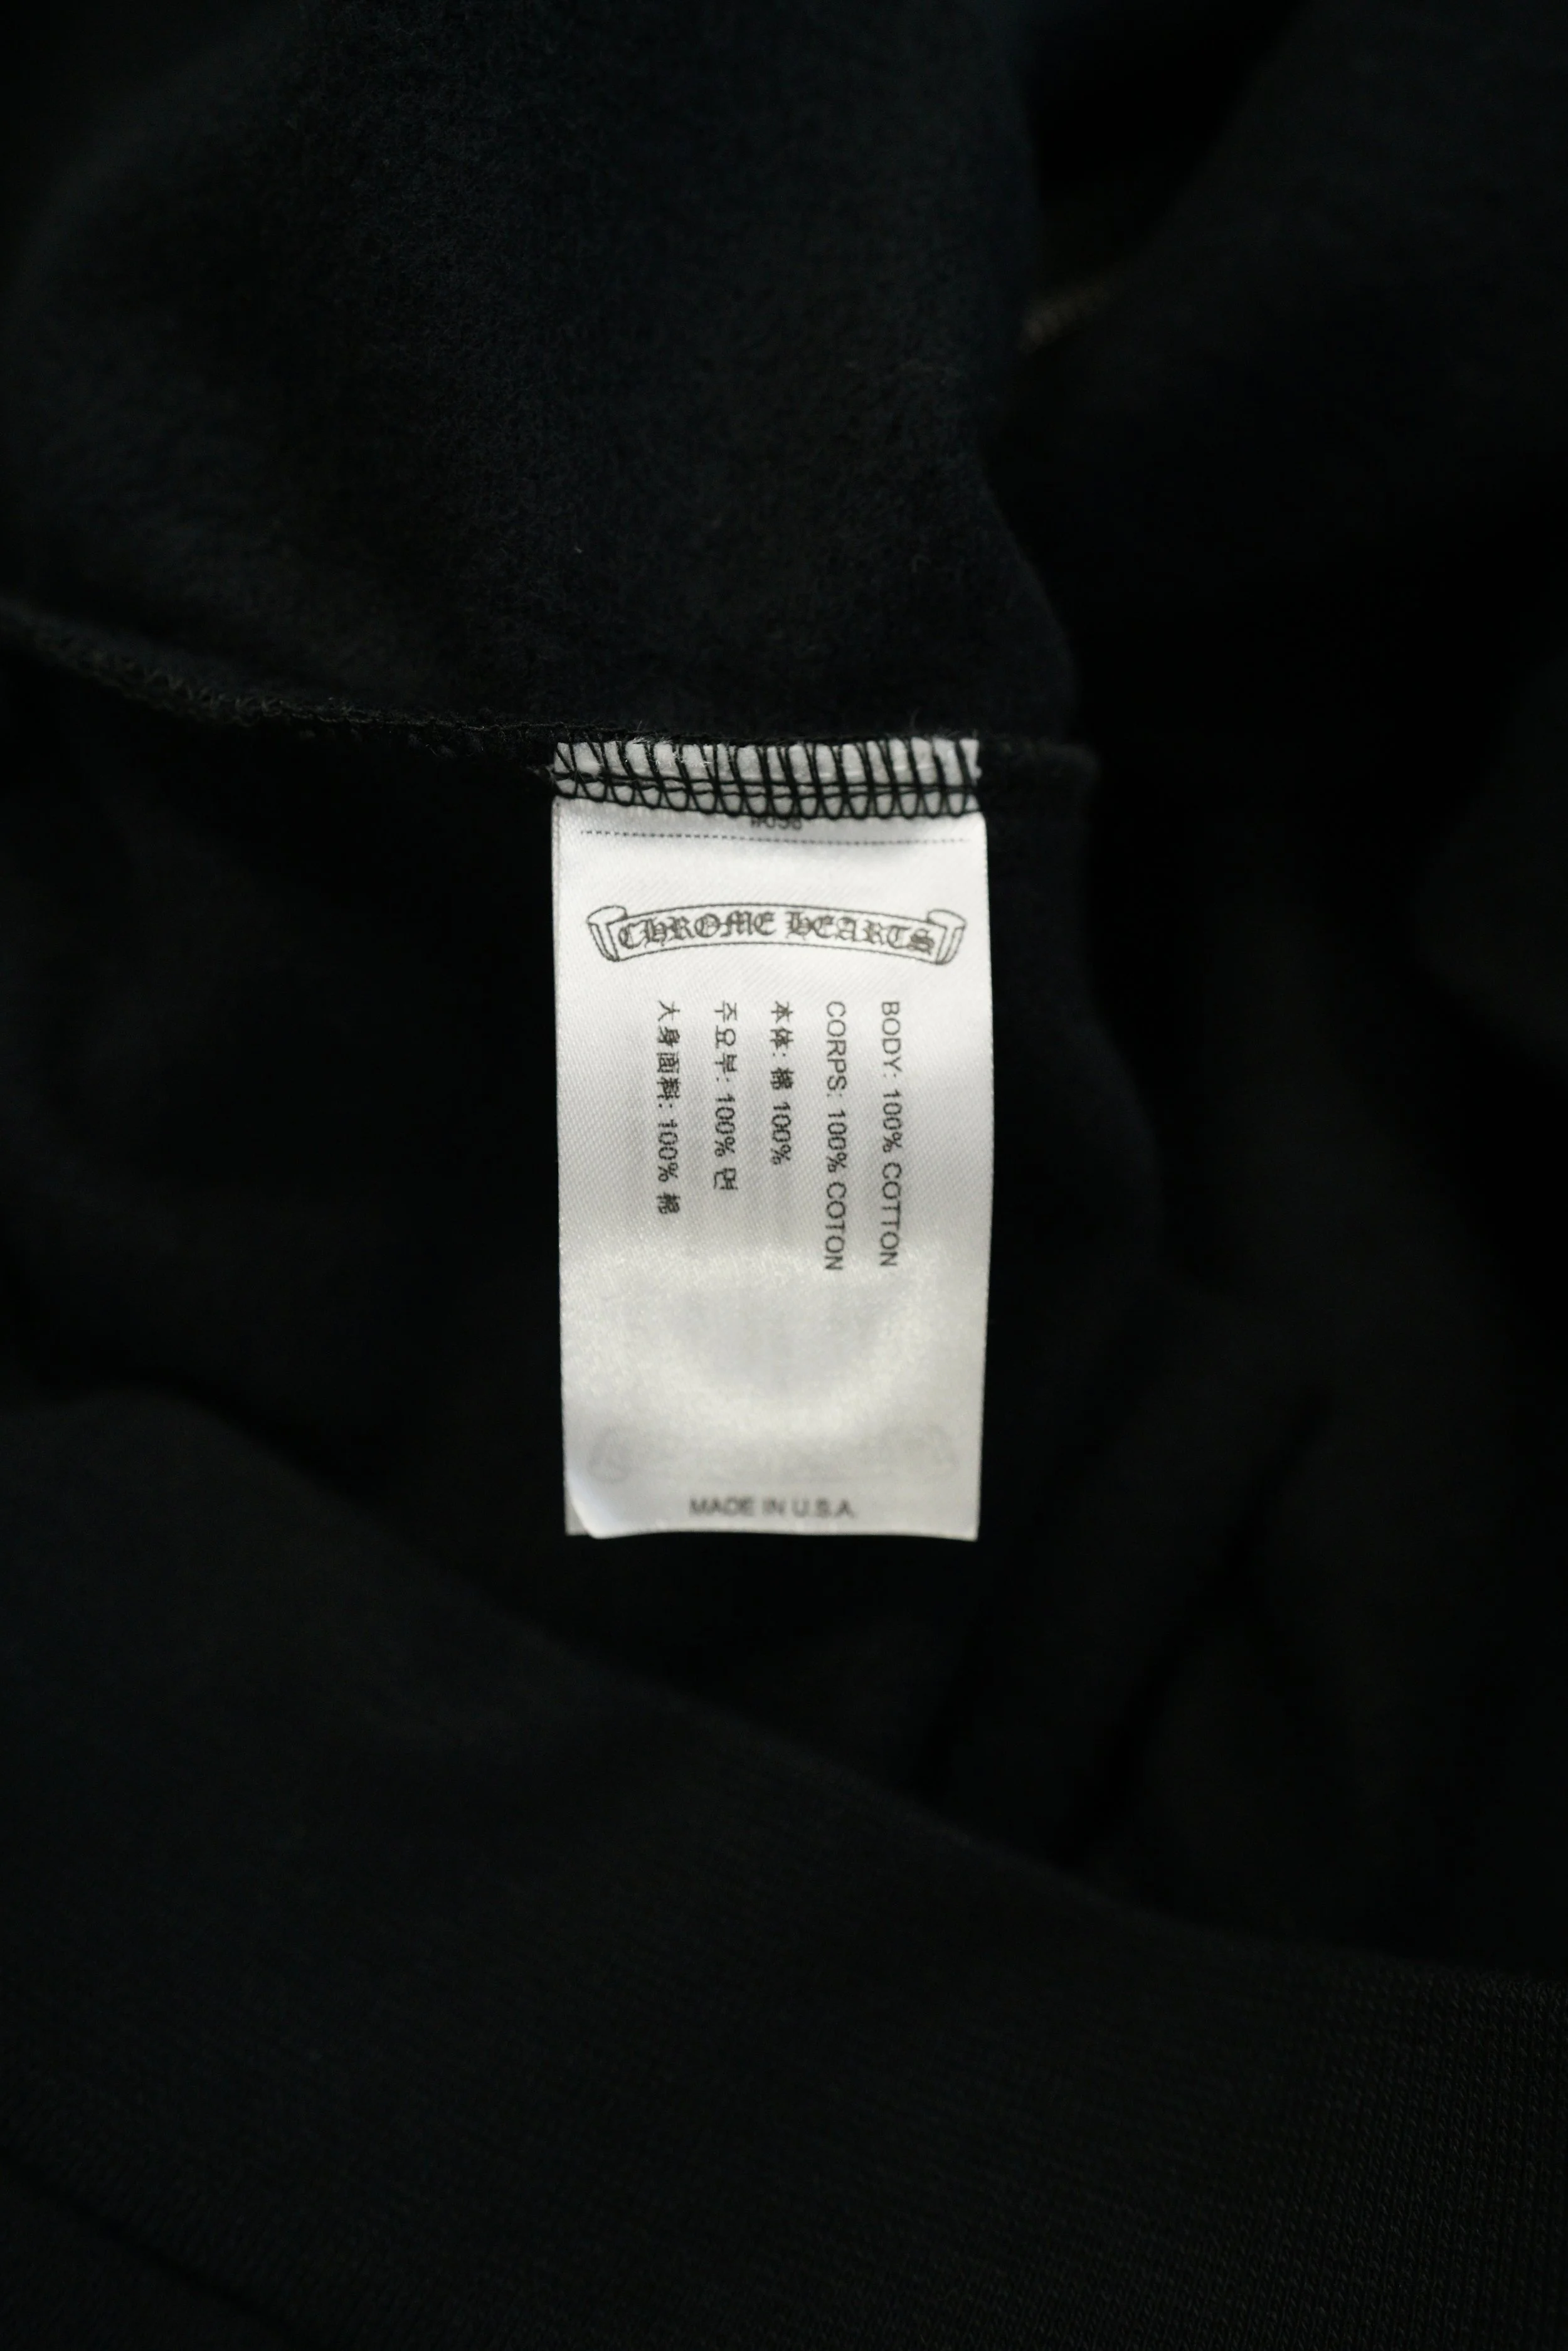 CHROME HEARTS
BODY: 100% COTTON
CORPS: 100% COTON
本体: 棉 100%
주요부: 100% 면
大身面料: 100% 棉
MADE IN U.S.A.